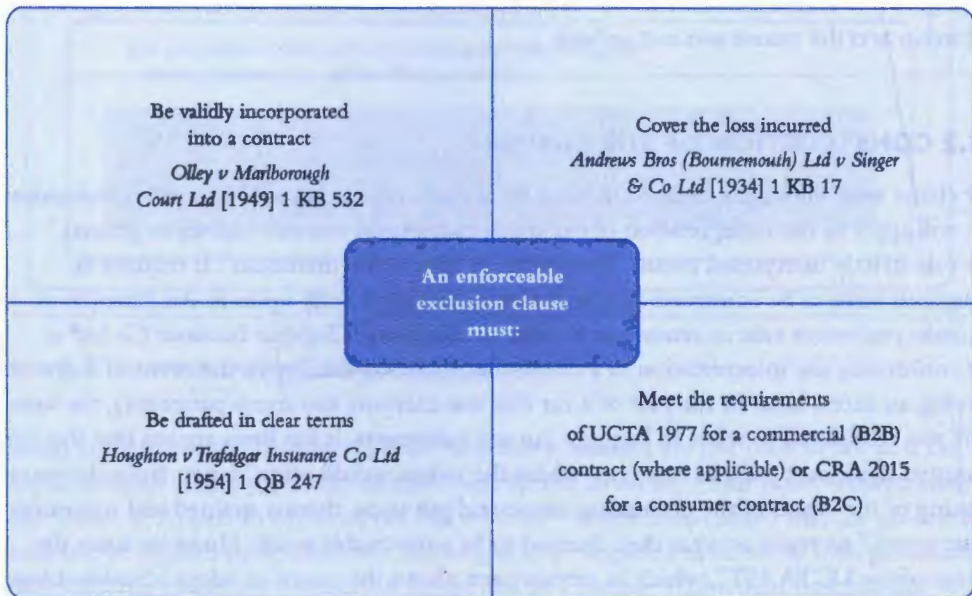 Be validly incorporated
into a contract
Olley v Marlborough
Court Ltd [1949] 1 KB 532
Cover the loss incurred
Andrews Bros (Bournemouth) Ltd v Singer
& Co Ltd [1934] 1 KB 17
An enforceable
exclusion clause
must:
Be drafted in clear terms
Houghton v Trafalgar Insurance Co Ltd
[1954] 1 QB 247
Meet the requirements
of UCTA 1977 for a commercial (B2B)
contract (where applicable) or CRA 2015
for a consumer contract (B2C)